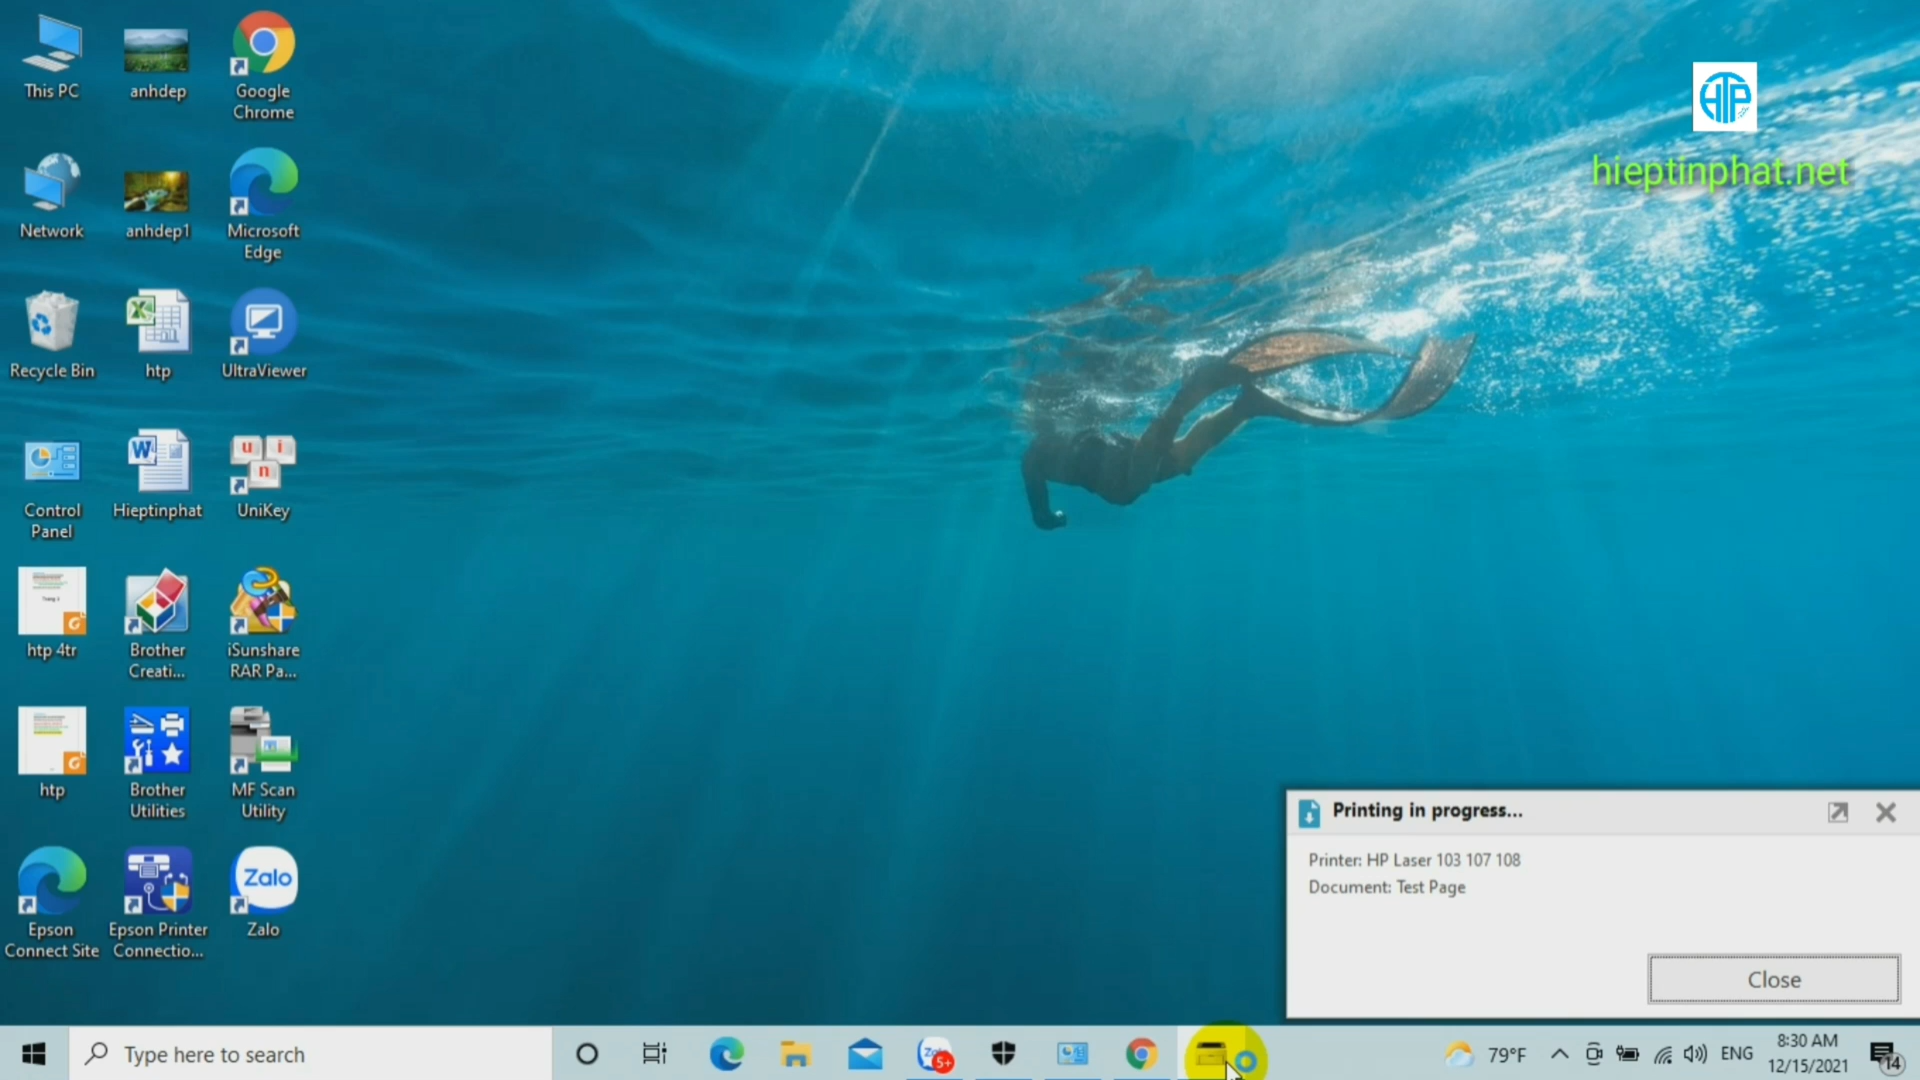 This PC
anhdep
Google
Chrome
Network
anhdep1
Microsoft
Edge
Recycle Bin
htp
UltraViewer
Control
Panel
Hieptinphat
UniKey
htp 4tr
Brother
Creati...
iSunshare
RAR Pa...
htp
Brother
Utilities
MF Scan
Utility
Zalo
Epson
Connect Site
Epson Printer
Connectio...
Zalo
HTP
hieptinphat.net
Printing in progress...
Printer: HP Laser 103 107 108
Document: Test Page
Close
Type here to search
5+
79°F
ENG
8:30 AM
12/15/2021
14